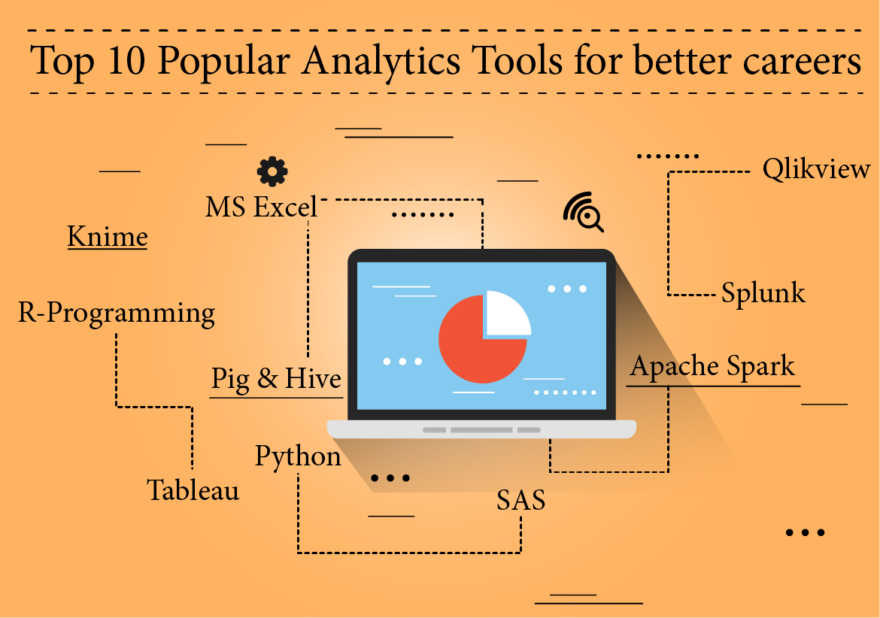 Top 10 Popular Analytics Tools for better careers
Qlikview
MS Excel
Knime
Splunk
R-Programming
Apache Spark
Pig & Hive
Python
Tableau
SAS